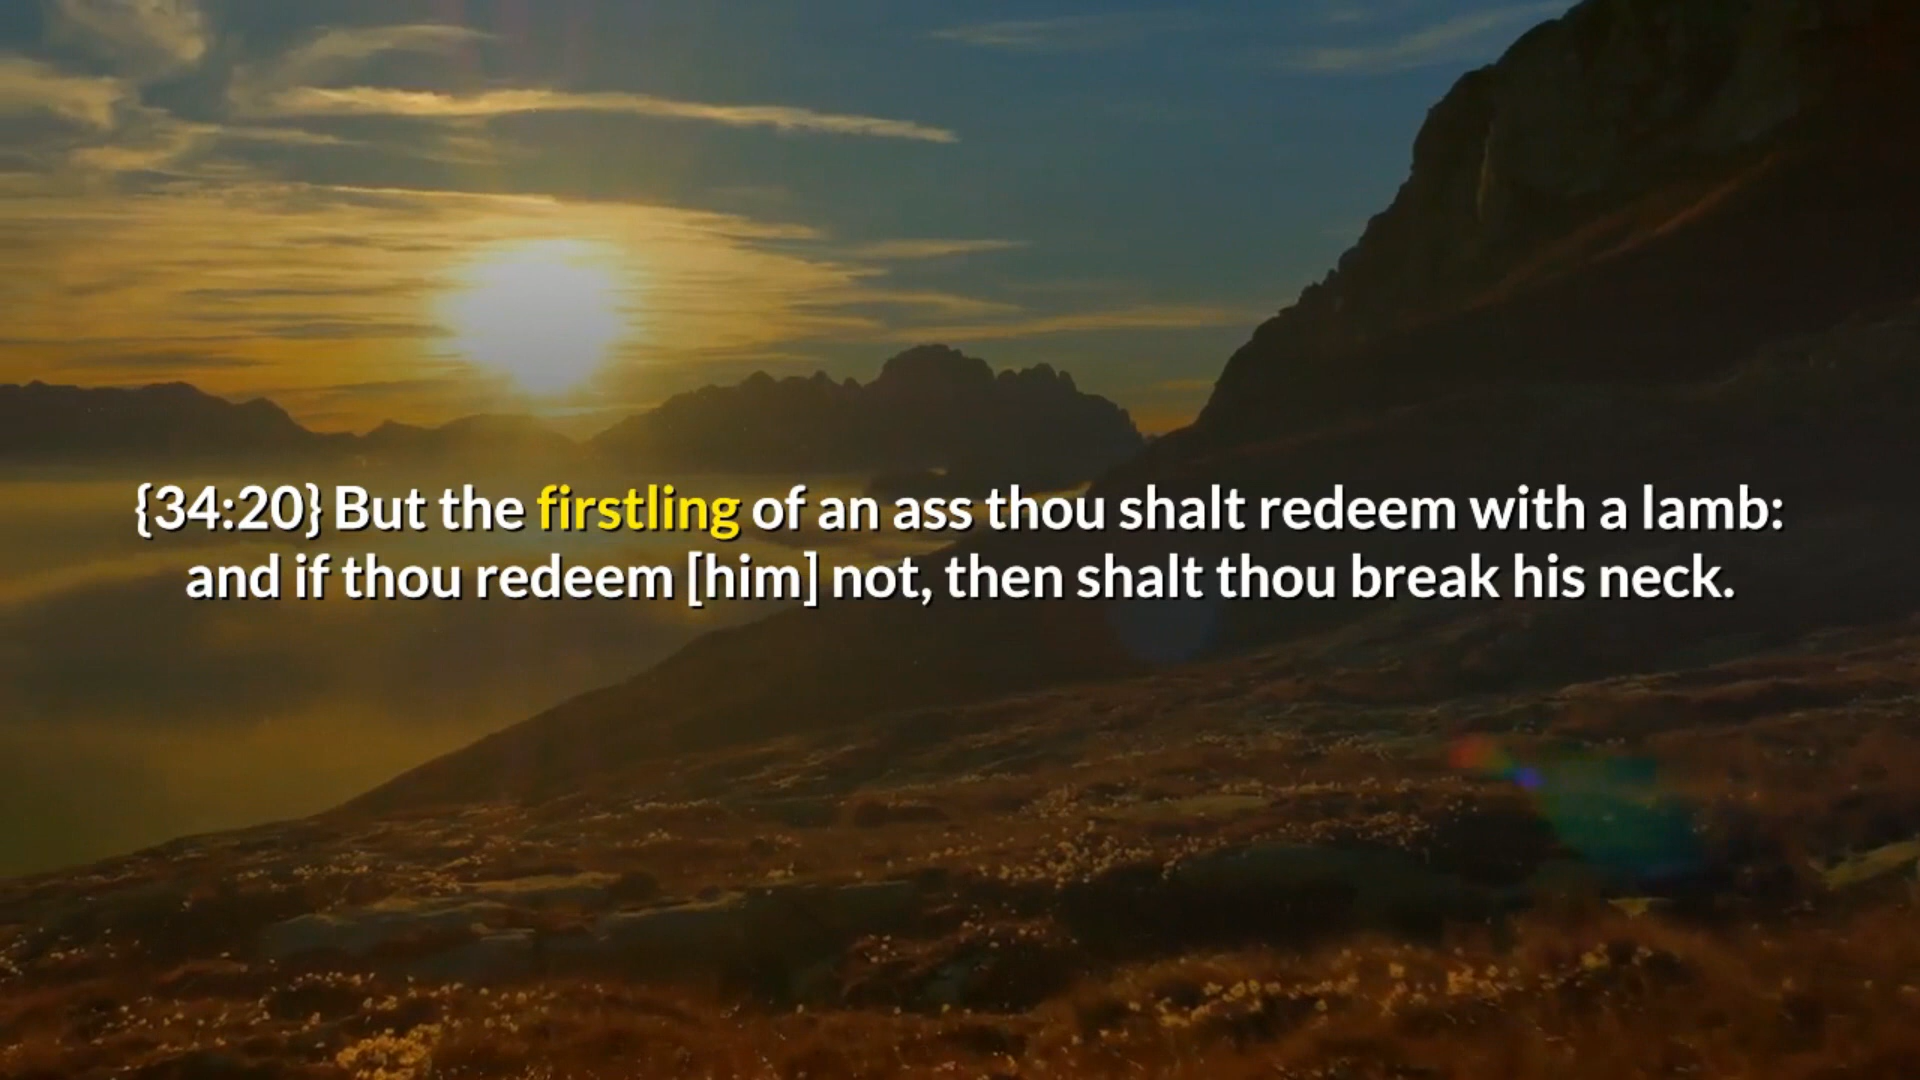 {34:20} But the firstling of an ass thou shalt redeem with a lamb:
and if thou redeem [him] not, then shalt thou break his neck.